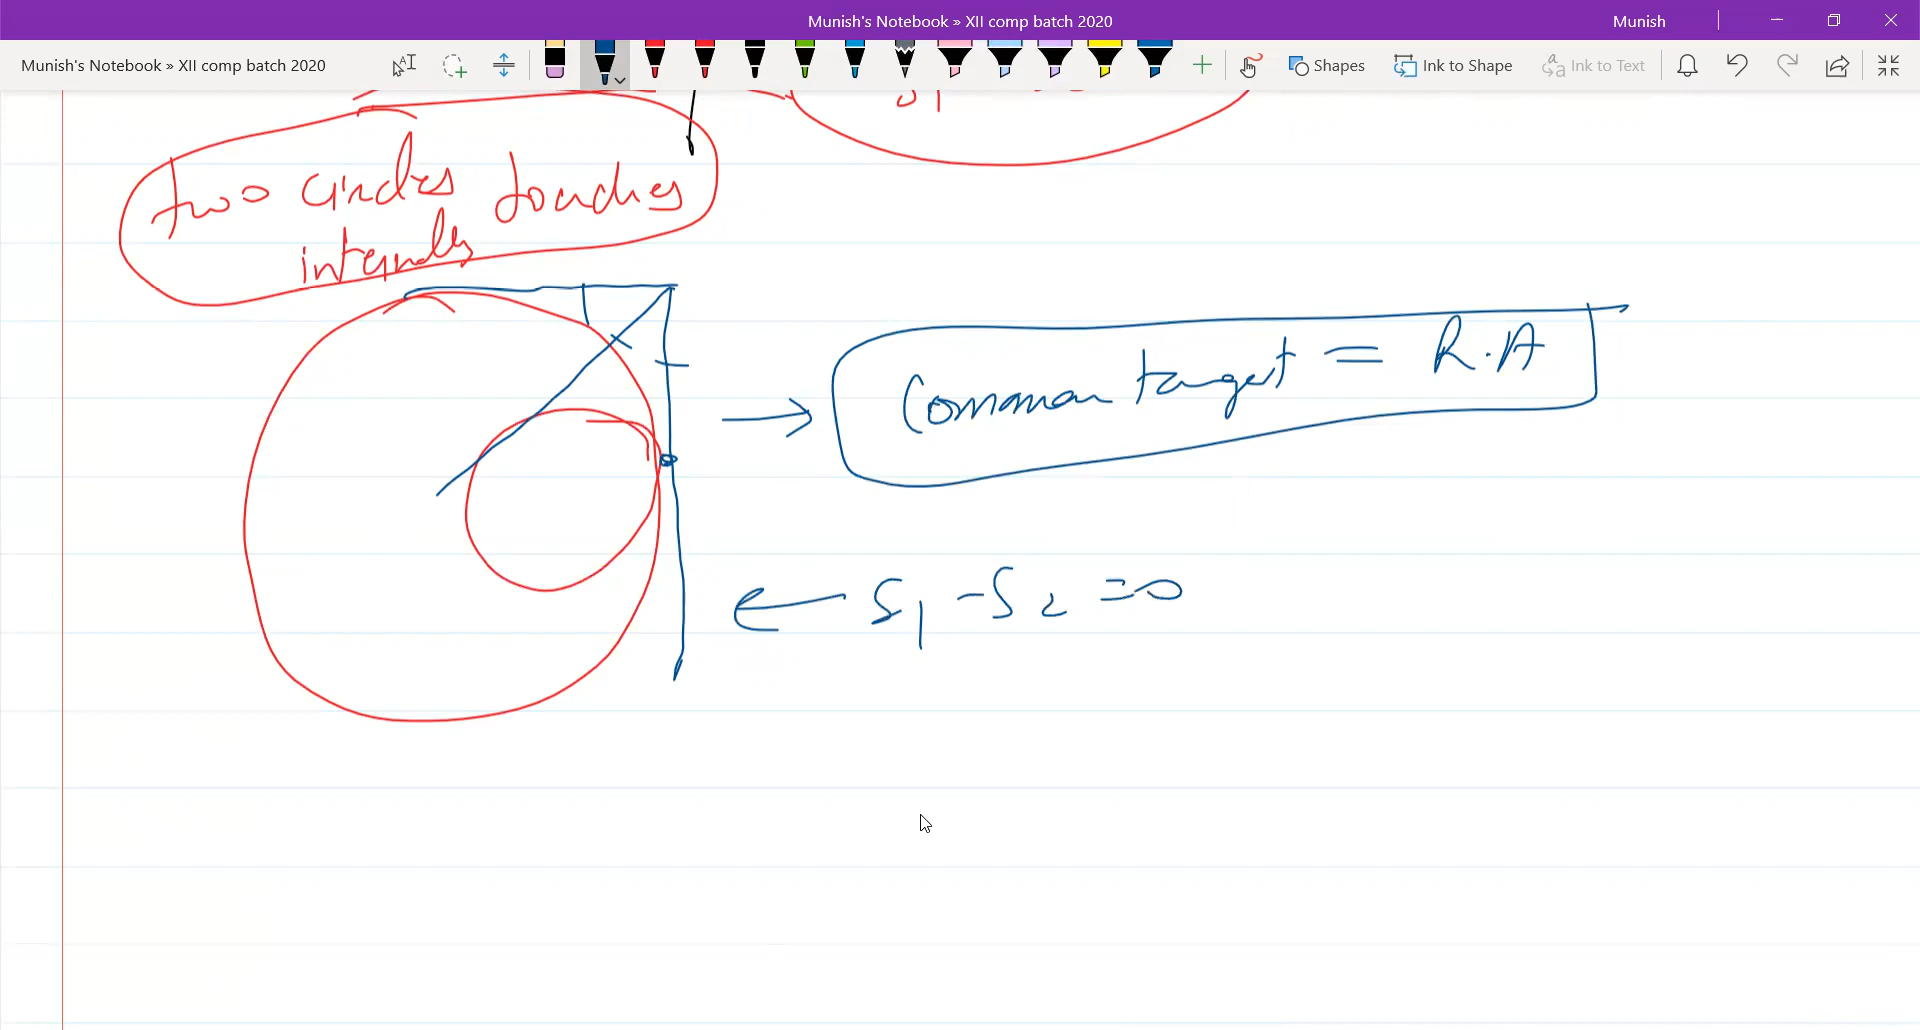 Munish's Notebook » XII comp batch 2020
Munish
Munish's Notebook » XII comp batch 2020
Shapes
Ink to Shape
Ink to Text
two circles touches
internally
Common tangent = R.A
S1 - S2 = 0